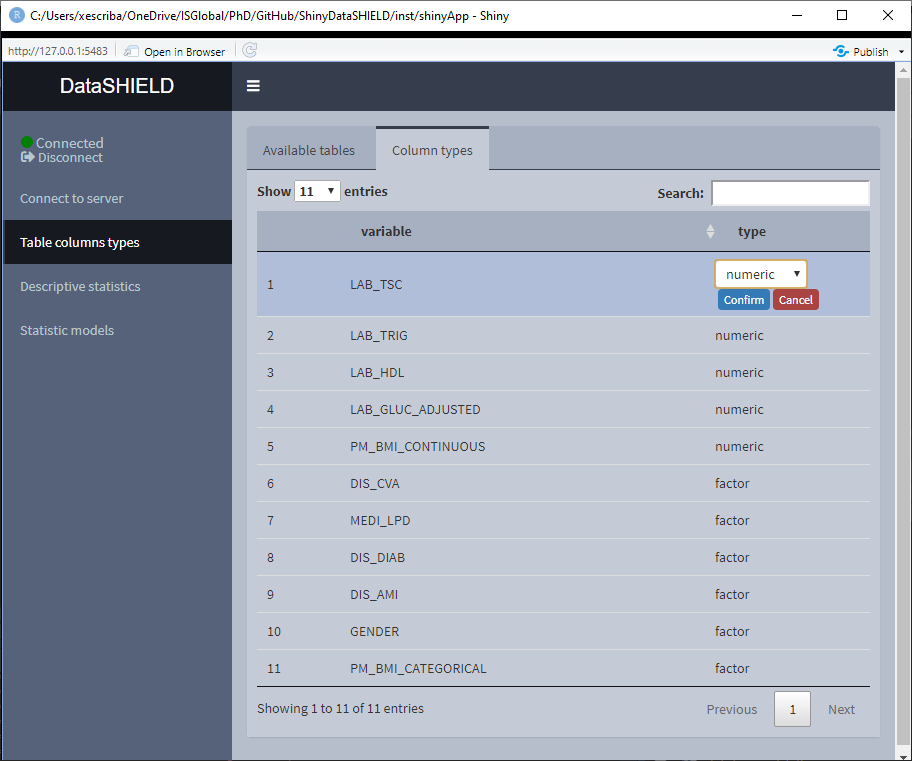 C:/Users/xescriba/OneDrive/ISGlobal/PhD/GitHub/ShinyDataSHIELD/inst/shinyApp - Shiny
http://127.0.0.1:5483 Open in Browser Publish
DataSHIELD
Connected
Disconnect
Connect to server
Table columns types
Descriptive statistics
Statistic models
Available tables Column types
Show 11 entries Search:
variable type
1 LAB_TSC numeric
Confirm Cancel
2 LAB_TRIG numeric
3 LAB_HDL numeric
4 LAB_GLUC_ADJUSTED numeric
5 PM_BMI_CONTINUOUS numeric
6 DIS_CVA factor
7 MEDI_LPD factor
8 DIS_DIAB factor
9 DIS_AMI factor
10 GENDER factor
11 PM_BMI_CATEGORICAL factor
Showing 1 to 11 of 11 entries Previous 1 Next